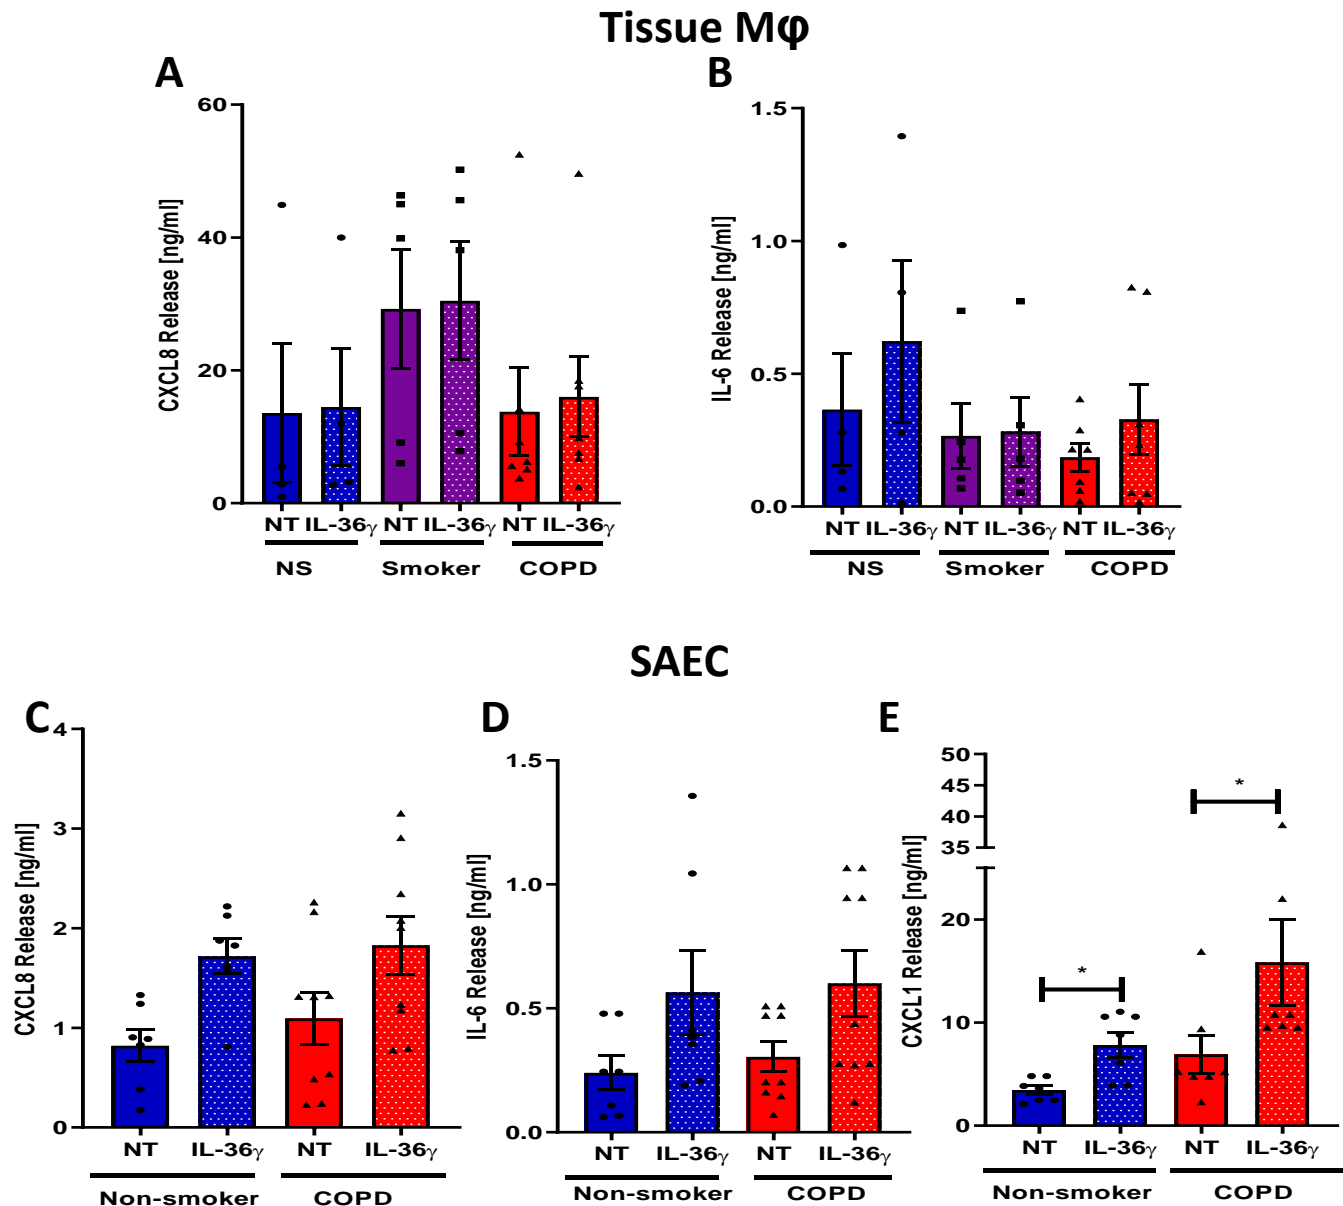 Tissue Mφ
A
CXCL8 Release [ng/ml]
60
40
20
0
NT IL-36γ NT IL-36γ NT IL-36γ
NS Smoker COPD
B
IL-6 Release [ng/ml]
1.5
1.0
0.5
0.0
NT IL-36γ NT IL-36γ NT IL-36γ
NS Smoker COPD
SAEC
C
CXCL8 Release [ng/ml]
4
3
2
1
0
NT IL-36γ NT IL-36γ
Non-smoker COPD
D
IL-6 Release [ng/ml]
1.5
1.0
0.5
0.0
NT IL-36γ NT IL-36γ
Non-smoker COPD
E
CXCL1 Release [ng/ml]
50
45
40
35
20
10
0
*
*
NT IL-36γ NT IL-36γ
Non-smoker COPD